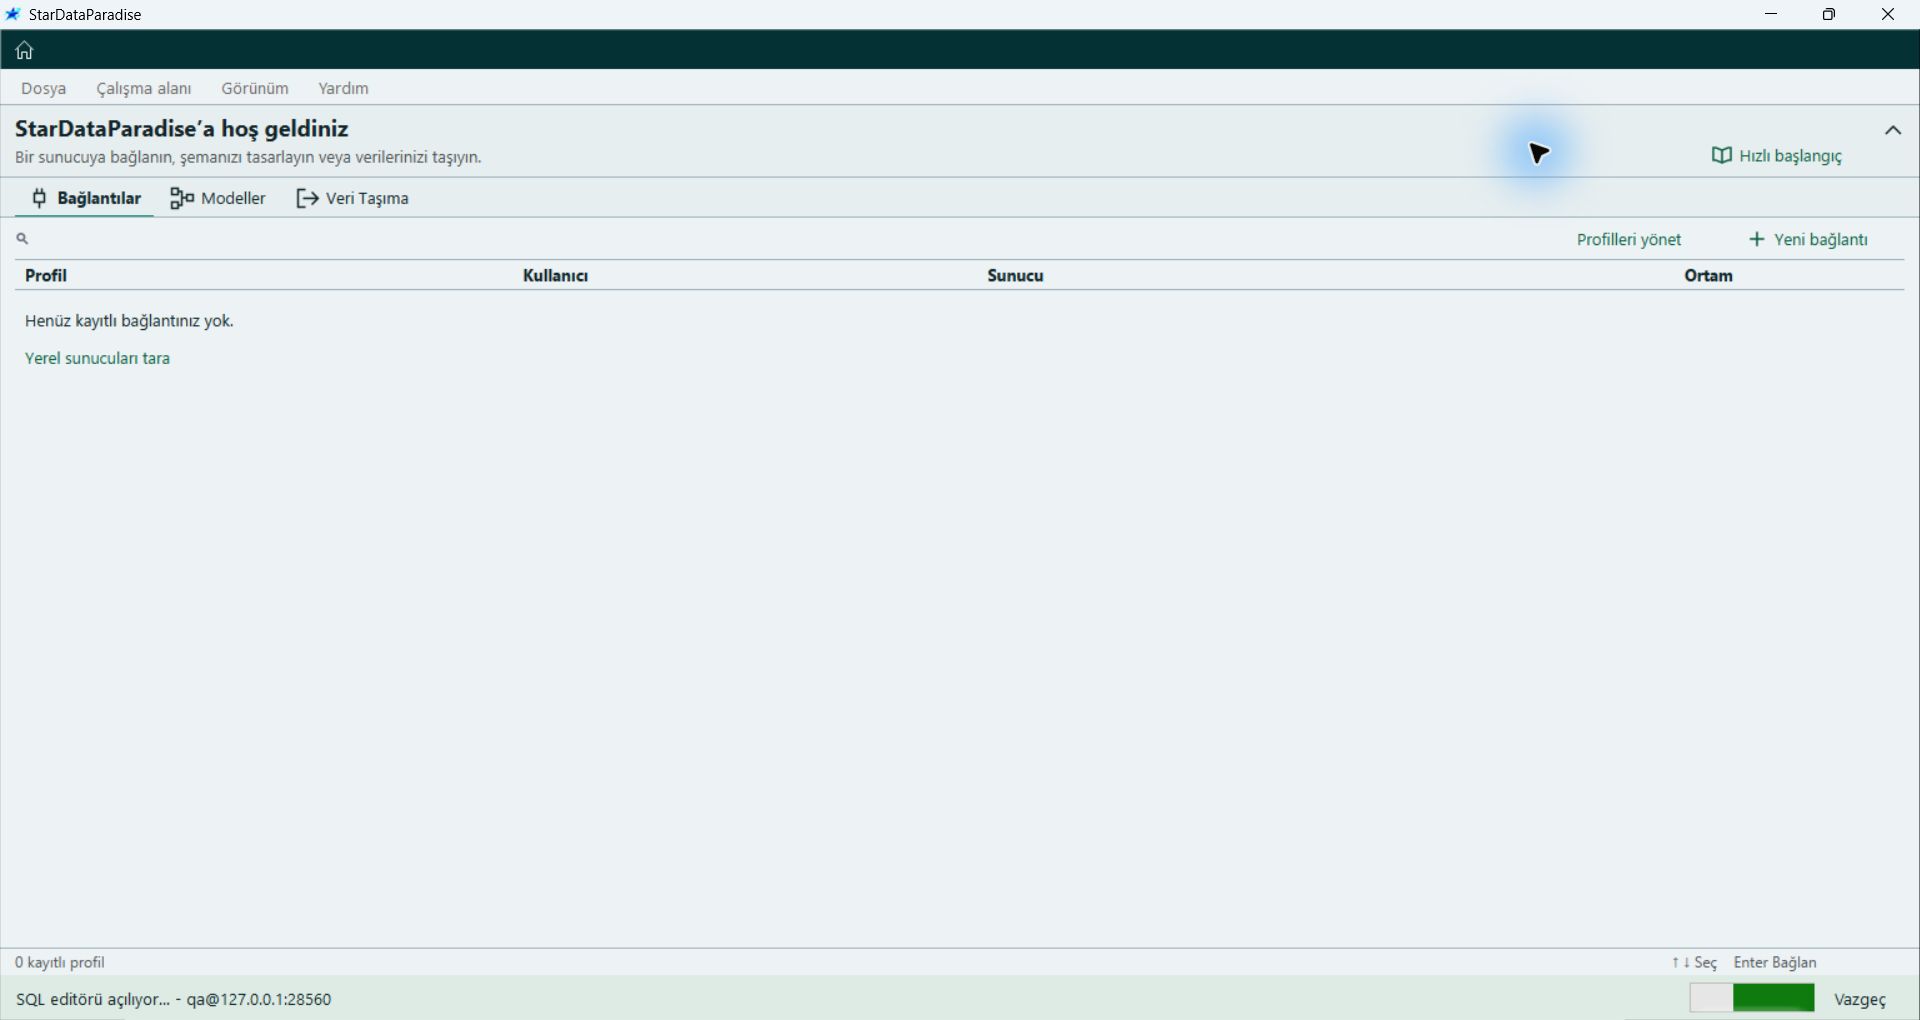 StarDataParadise
Dosya Çalışma alanı Görünüm Yardım
StarDataParadise’a hoş geldiniz
Bir sunucuya bağlanın, şemanızı tasarlayın veya verilerinizi taşıyın.
Hızlı başlangıç
Bağlantılar Modeller Veri Taşıma
Profilleri yönet + Yeni bağlantı
Profil Kullanıcı Sunucu Ortam
Henüz kayıtlı bağlantınız yok.
Yerel sunucuları tara
0 kayıtlı profil ↑↓ Seç Enter Bağlan
SQL editörü açılıyor... - qa@127.0.0.1:28560 Vazgeç